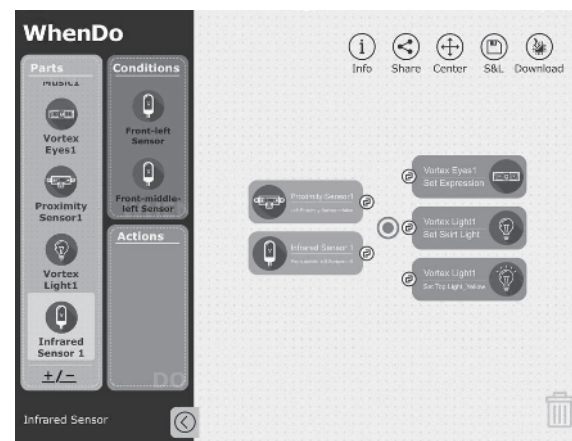 WhenDo
Parts
Music1
Vortex
Eyes1
Proximity
Sensor1
Vortex
Light1
Infrared
Sensor 1
+/−
Conditions
Front-left
Sensor
Front-middle-
left Sensor
Actions
DO
Infrared Sensor
i
Info
Share
Center
S&L
Download
Proximity Sensor1
Infrared Sensor 1
Vortex Eyes1
Set Expression
Vortex Light1
Set Skirt Light
Vortex Light1
Set Top Light_Yellow